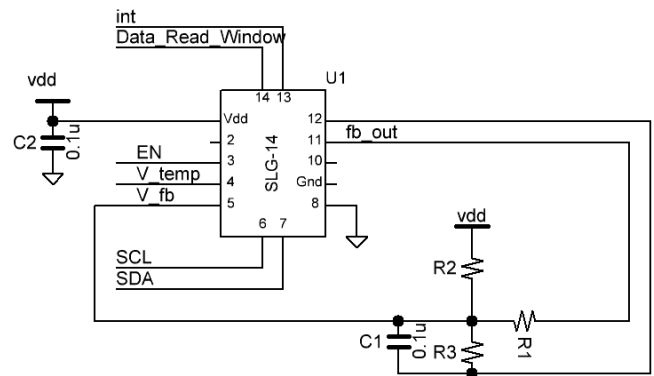 int
Data_Read_Window
U1
vdd
14 13
Vdd
12
C2
0.1u
2
11
fb_out
SLG-14
EN
3
10
V_temp
4
Gnd
V_fb
5
8
6 7
vdd
SCL
SDA
R2
C1
0.1u
R3
R1